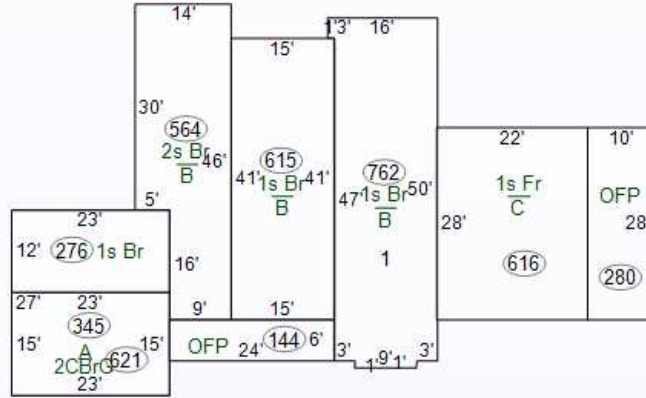 14'
1'3' 16'
15'
30'
564
2s Br 46'
B
615
41' 1s Br 41'
B
762
47' 1s Br 50'
B
1
22' 10'
1s Fr
C
OFP
28' 28
616
280
5'
23'
12' 276 1s Br
16'
27' 23'
9' 15'
345
15' A 15'
2CBrG 621
23'
OFP 24' 144 6'
3' 9' 3'
1' 1'